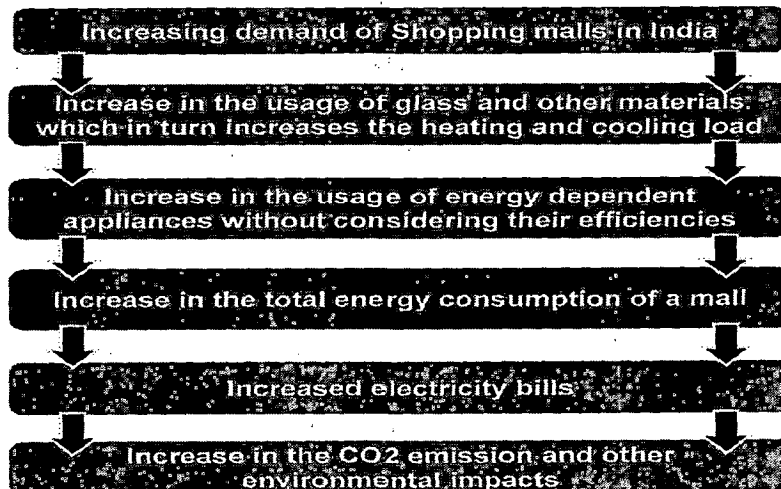 Increasing demand of Shopping malls in India
Increase in the usage of glass and other materials
which in turn increases the heating and cooling load
Increase in the usage of energy dependent
appliances without considering their efficiencies
Increase in the total energy consumption of a mall
Increased electricity bills
Increase in the CO2 emission and other
environmental impacts